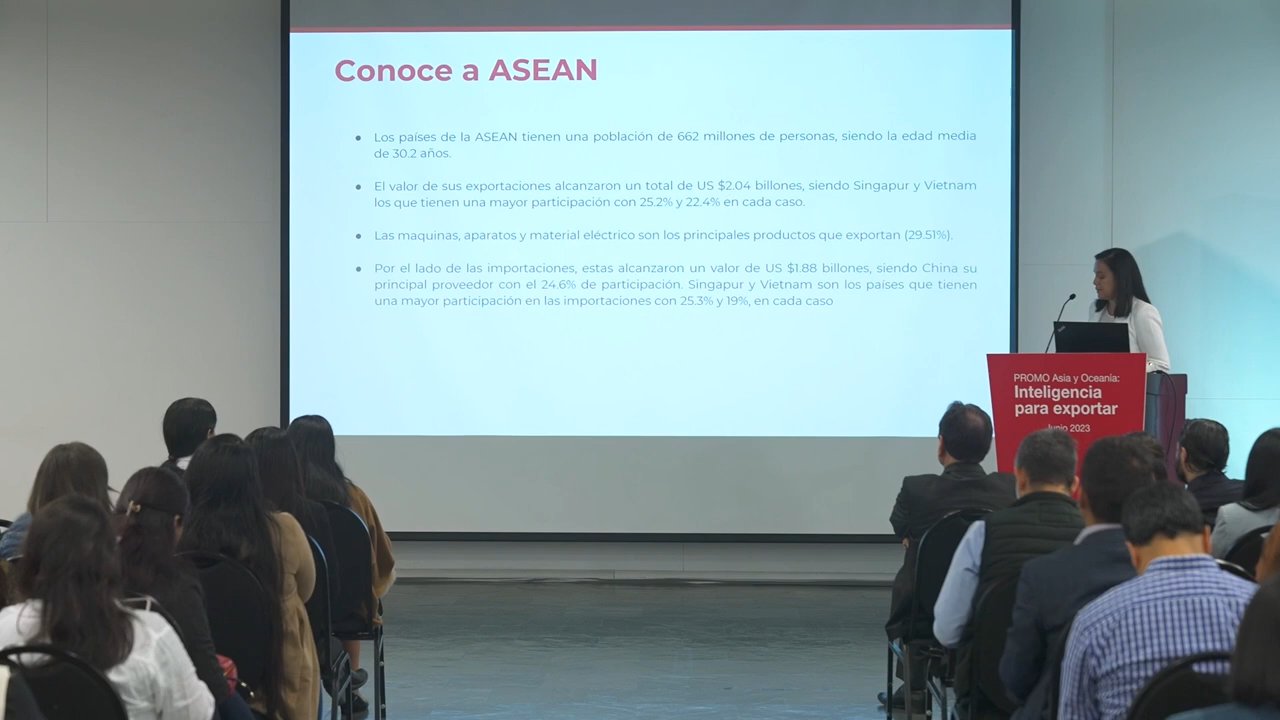 Conoce a ASEAN
Los países de la ASEAN tienen una población de 662 millones de personas, siendo la edad media
de 30.2 años.
El valor de sus exportaciones alcanzaron un total de US $2.04 billones, siendo Singapur y Vietnam
los que tienen una mayor participación con 25.2% y 22.4% en cada caso.
Las maquinas, aparatos y material eléctrico son los principales productos que exportan (29.51%).
Por el lado de las importaciones, estas alcanzaron un valor de US $1.88 billones, siendo China su
principal proveedor con el 24.6% de participación. Singapur y Vietnam son los países que tienen
una mayor participación en las importaciones con 25.3% y 19%, en cada caso
PROMO Asia y Oceanía:
Inteligencia
para exportar
Junio 2023